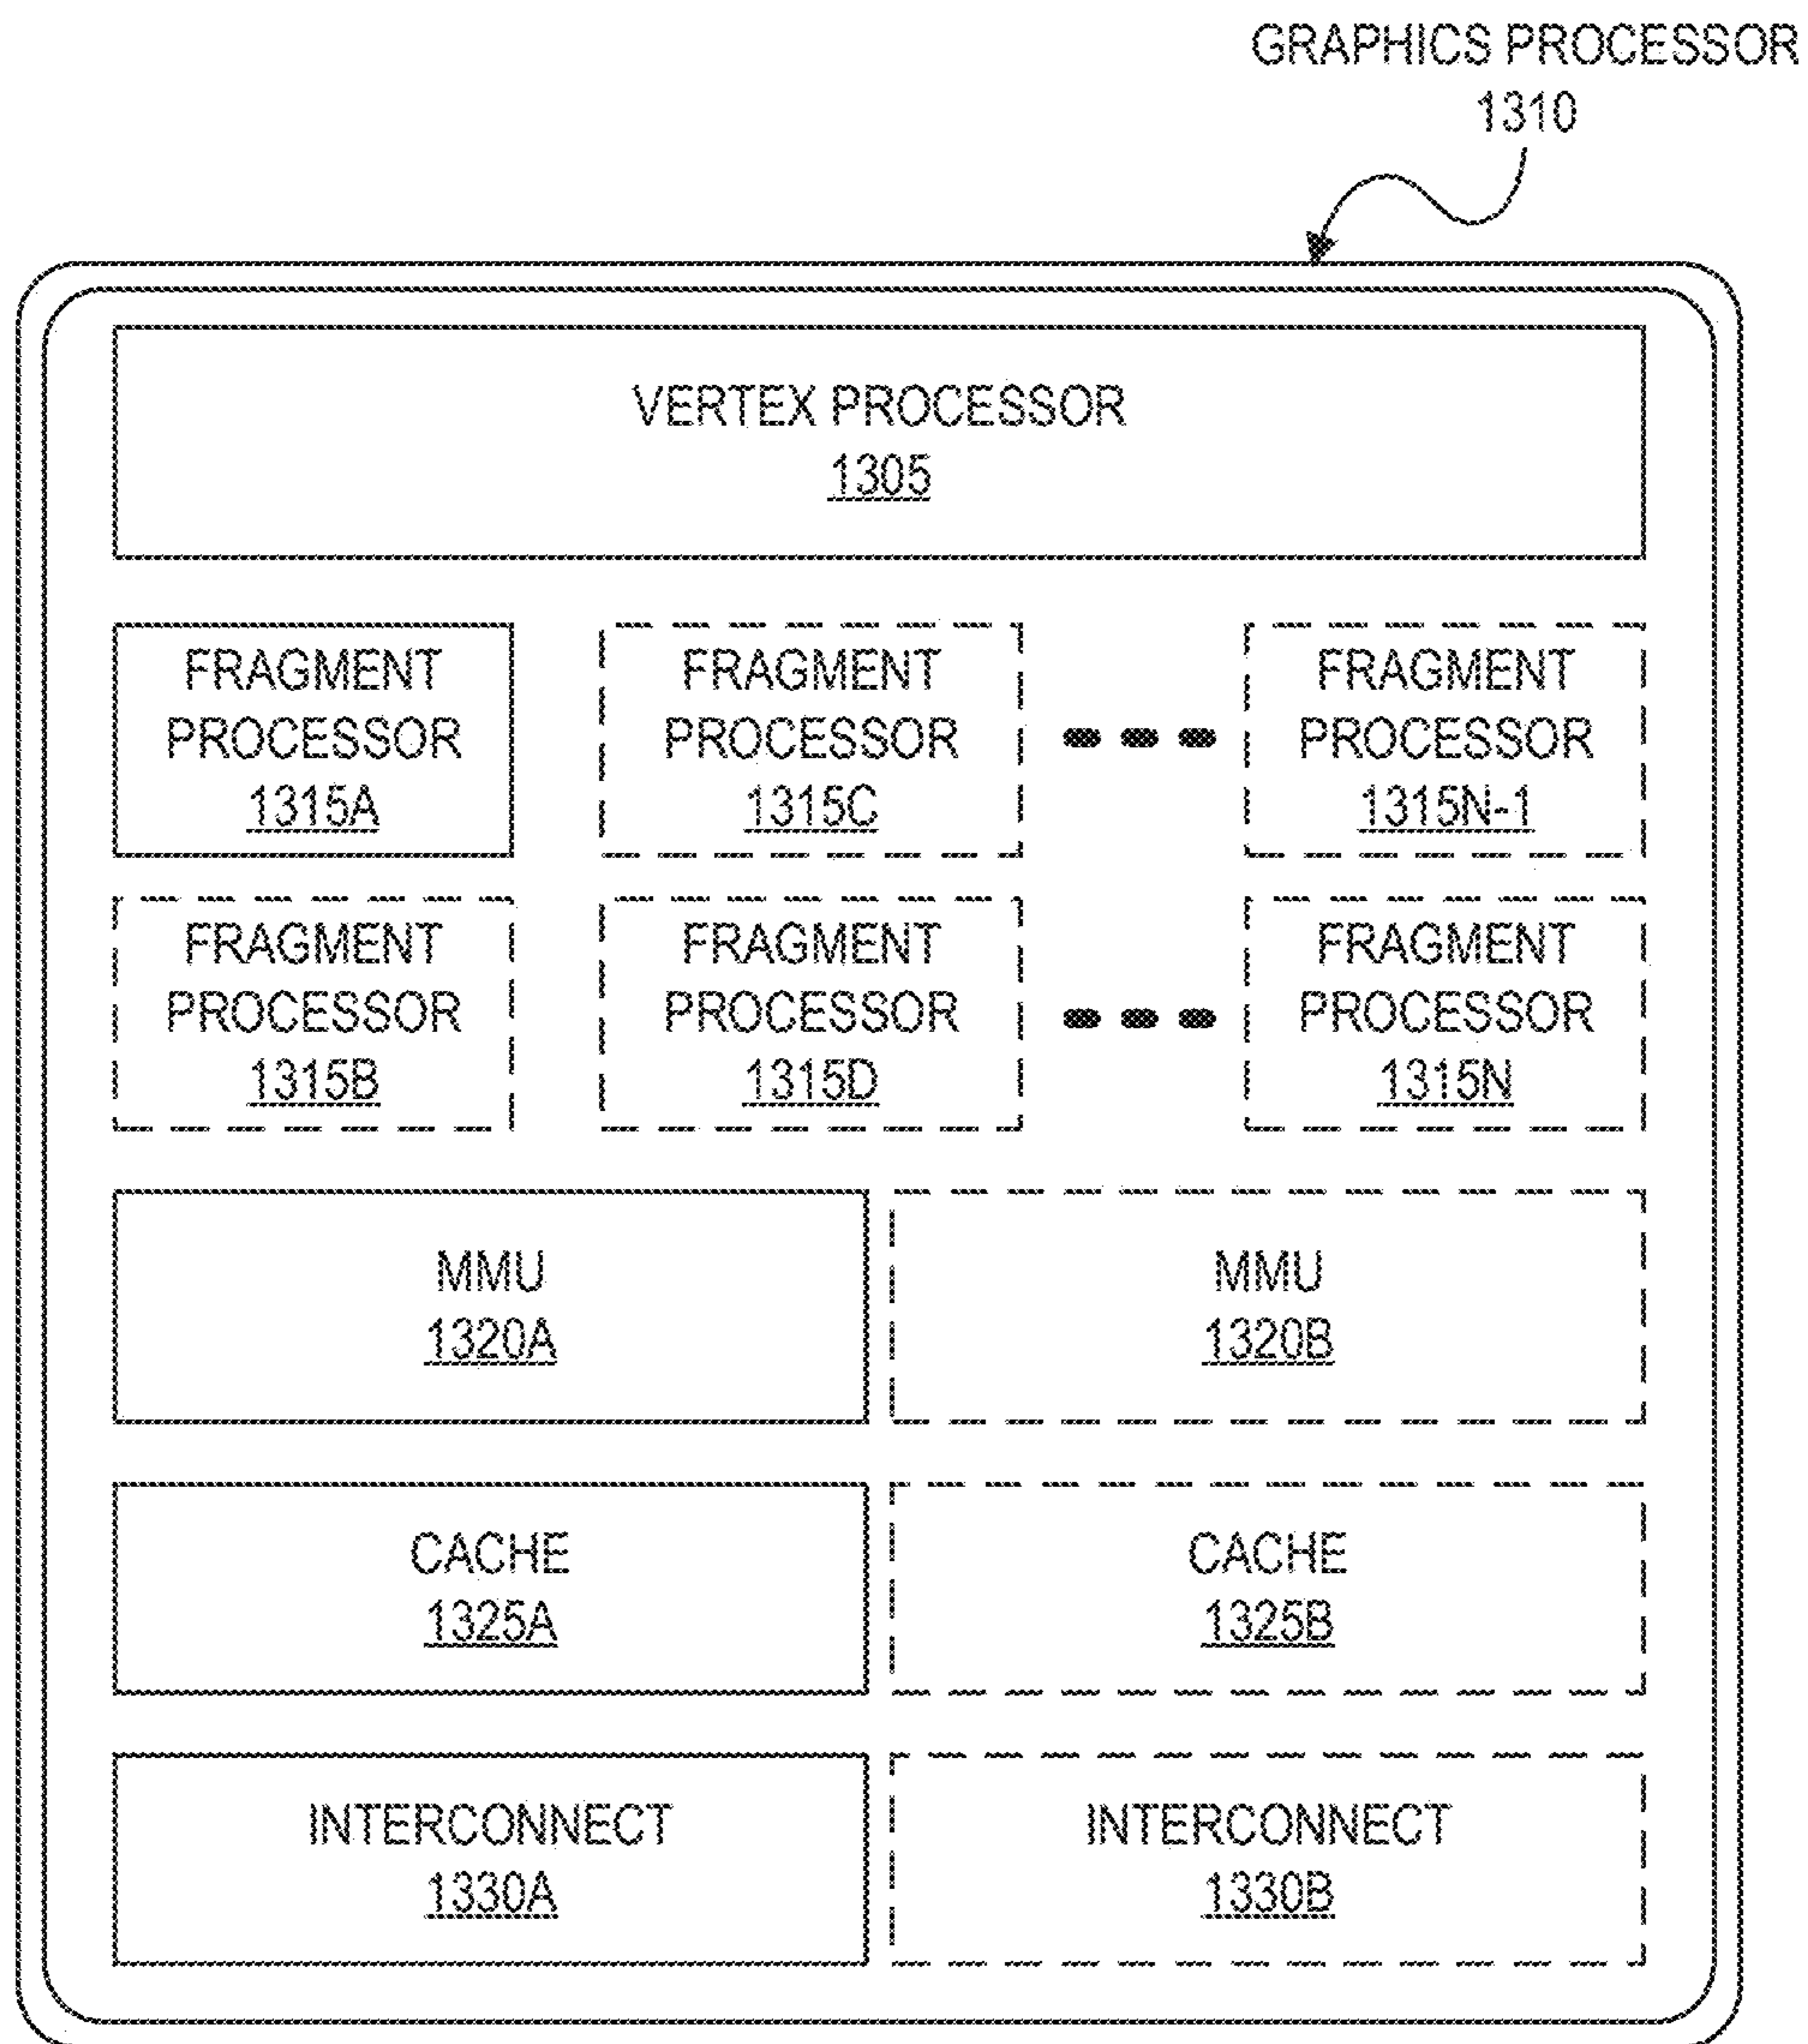 GRAPHICS PROCESSOR
1310
VERTEX PROCESSOR
1305
FRAGMENT
PROCESSOR
1315A
FRAGMENT
PROCESSOR
1315C
FRAGMENT
PROCESSOR
1315N-1
FRAGMENT
PROCESSOR
1315B
FRAGMENT
PROCESSOR
1315D
FRAGMENT
PROCESSOR
1315N
MMU
1320A
MMU
1320B
CACHE
1325A
CACHE
1325B
INTERCONNECT
1330A
INTERCONNECT
1330B